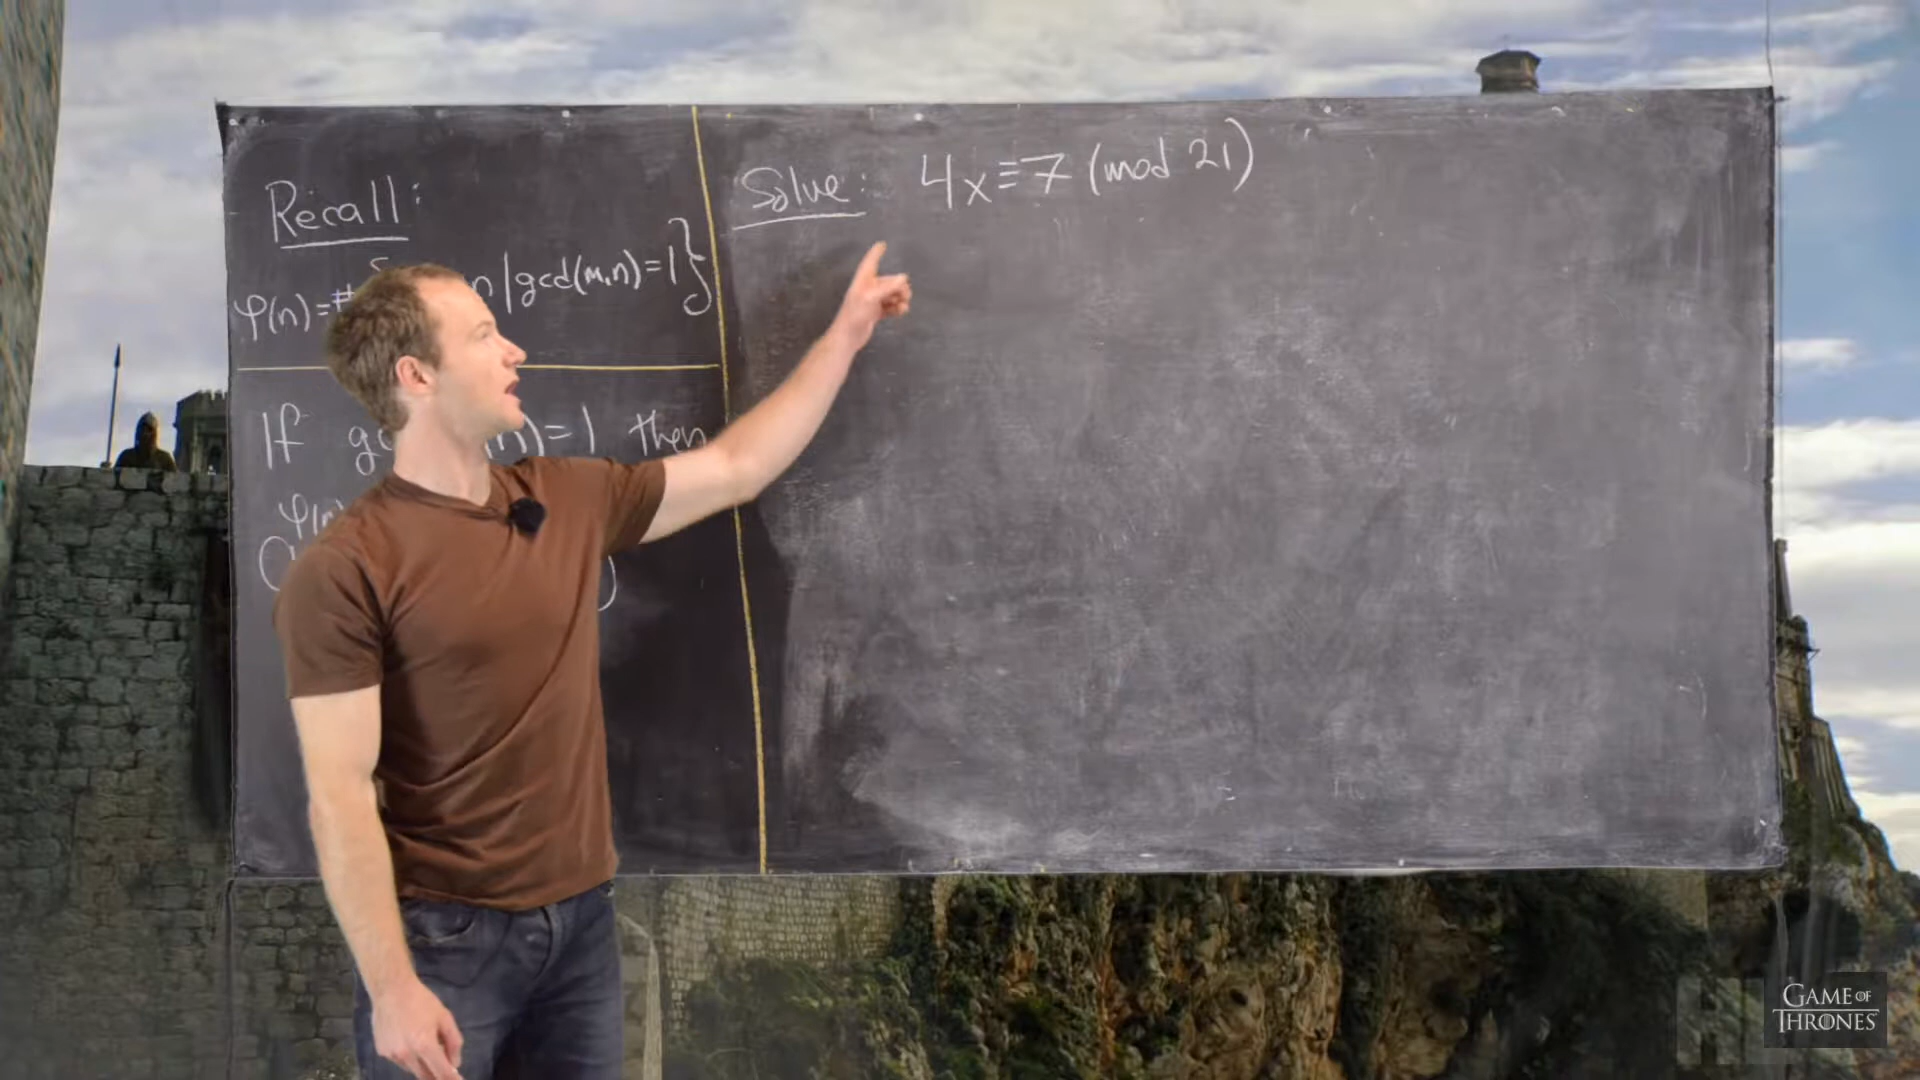 Recall:
φ(n)=# n | gcd(m,n)=1}
If n)=1 then
Solve: 4x≡7 (mod 21)
GAME OF
THRONES